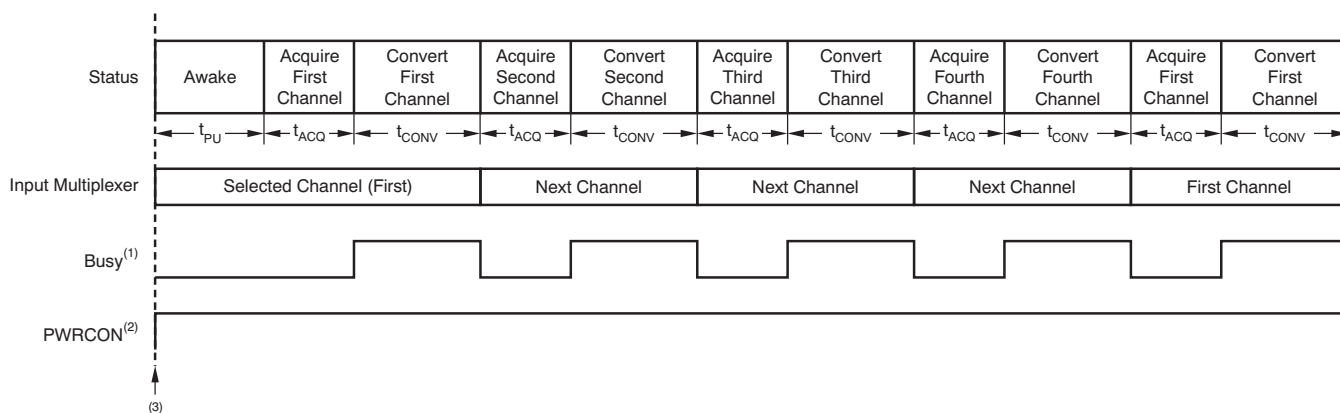 Status
Awake
Acquire
First
Channel
Convert
First
Channel
Acquire
Second
Channel
Convert
Second
Channel
Acquire
Third
Channel
Convert
Third
Channel
Acquire
Fourth
Channel
Convert
Fourth
Channel
Acquire
First
Channel
Convert
First
Channel
tPU
tACQ
tCONV
tACQ
tCONV
tACQ
tCONV
tACQ
tCONV
tACQ
tCONV
Input Multiplexer
Selected Channel (First)
Next Channel
Next Channel
Next Channel
First Channel
Busy(1)
PWRCON(2)
(3)